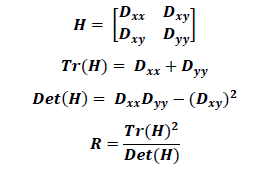 H = [Dxx Dxy
Dxy Dyy]
Tr(H) = Dxx + Dyy
Det(H) = DxxDyy − (Dxy)²
R = Tr(H)²
Det(H)